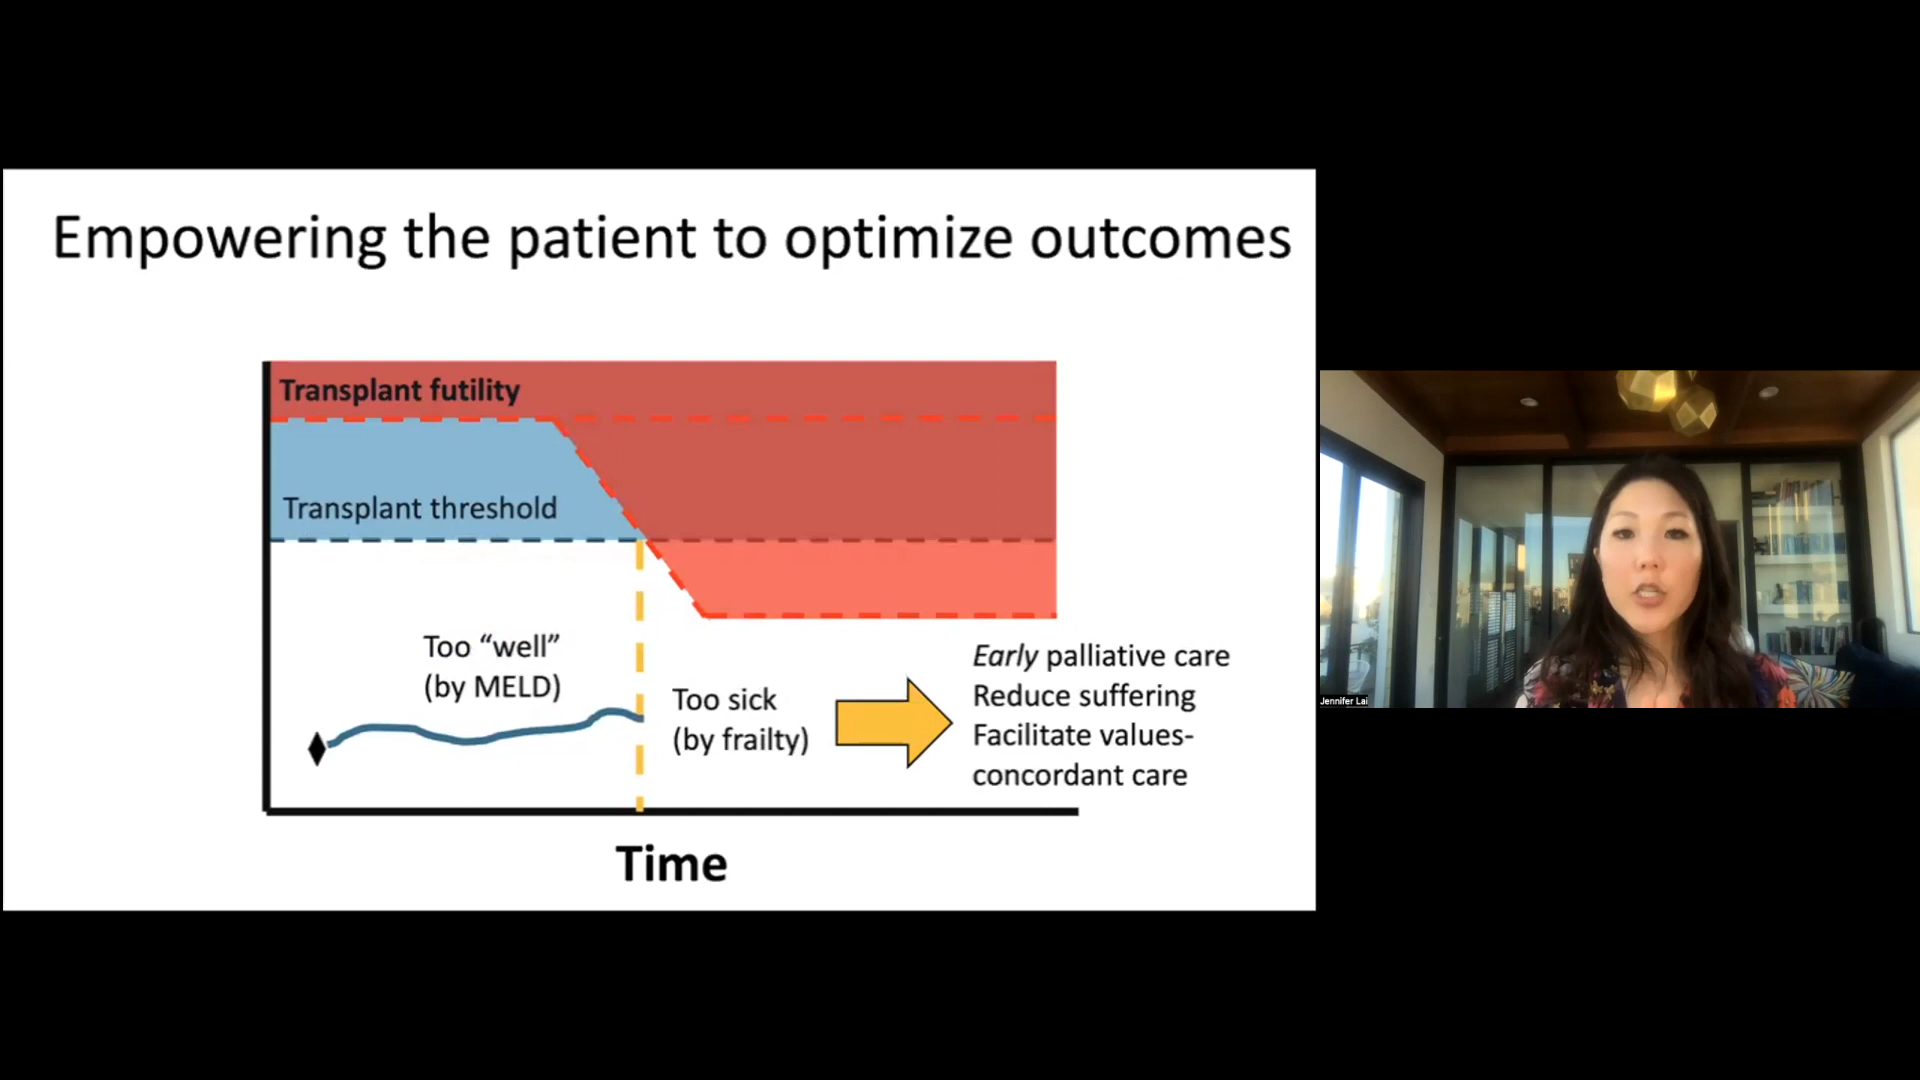 Empowering the patient to optimize outcomes
Transplant futility
Transplant threshold
Too “well”
(by MELD)
Too sick
(by frailty)
Early palliative care
Reduce suffering
Facilitate values-
concordant care
Time
Jennifer Lai